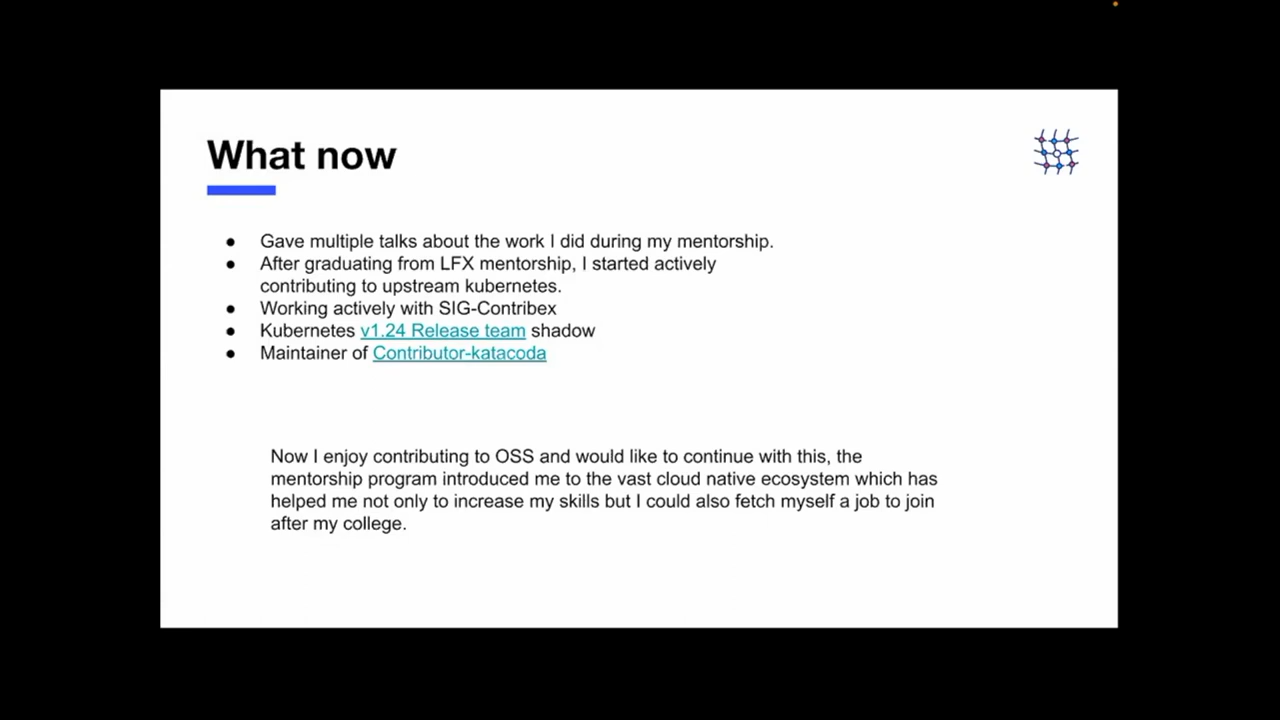 What now
● Gave multiple talks about the work I did during my mentorship.
● After graduating from LFX mentorship, I started actively
contributing to upstream kubernetes.
● Working actively with SIG-Contribex
● Kubernetes v1.24 Release team shadow
● Maintainer of Contributor-katacoda
Now I enjoy contributing to OSS and would like to continue with this, the
mentorship program introduced me to the vast cloud native ecosystem which has
helped me not only to increase my skills but I could also fetch myself a job to join
after my college.